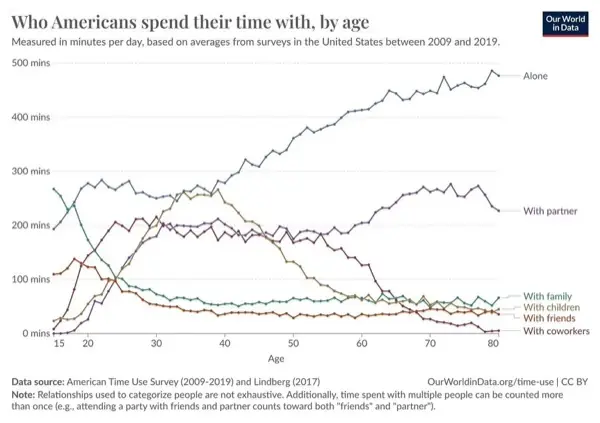 Who Americans spend their time with, by age
Our World
in Data
Measured in minutes per day, based on averages from surveys in the United States between 2009 and 2019.
500 mins
Alone
400 mins
300 mins
With partner
200 mins
100 mins
With family
With children
With friends
With coworkers
0 mins
15
20
30
40
50
60
70
80
Age
Data source: American Time Use Survey (2009-2019) and Lindberg (2017)
OurWorldinData.org/time-use | CC BY
Note: Relationships used to categorize people are not exhaustive. Additionally, time spent with multiple people can be counted more
than once (e.g., attending a party with friends and partner counts toward both "friends" and "partner").